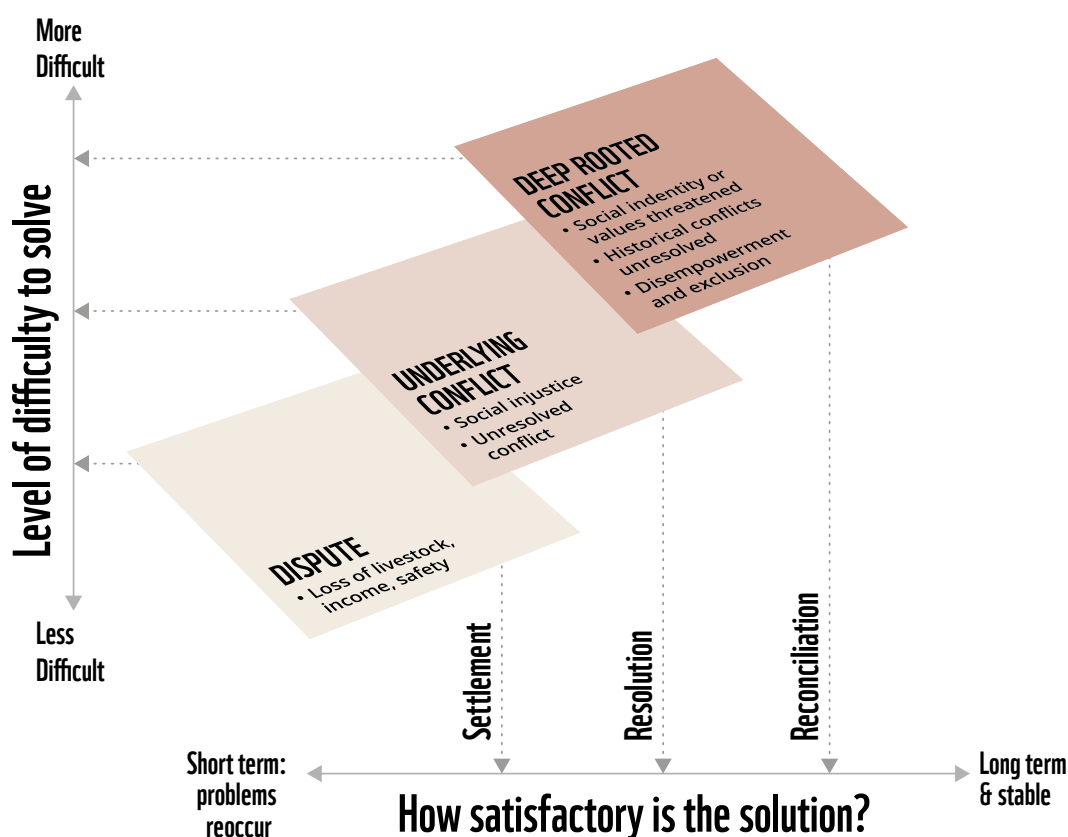 More
Difficult
Level of difficulty to solve
Less
Difficult
DEEP ROOTED
CONFLICT
• Social indentity or
values threatened
• Historical conflicts
unresolved
• Disempowerment
and exclusion
UNDERLYING
CONFLICT
• Social injustice
• Unresolved
conflict
DISPUTE
• Loss of livestock,
income, safety
Settlement
Resolution
Reconciliation
Short term:
problems
reoccur
How satisfactory is the solution?
Long term
& stable